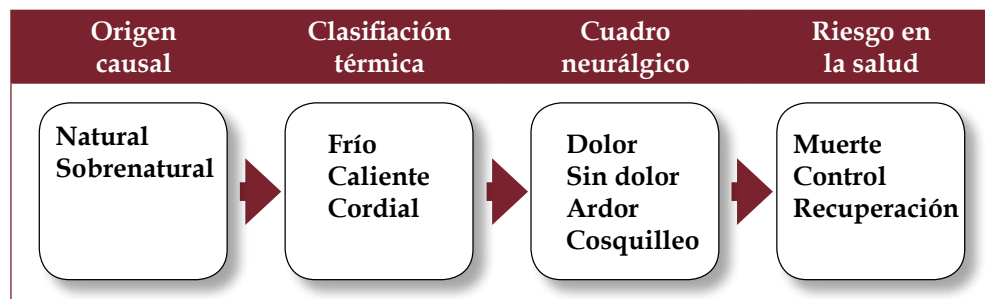 Origen
causal
Clasifiación
térmica
Cuadro
neurálgico
Riesgo en
la salud
Natural
Sobrenatural
Frío
Caliente
Cordial
Dolor
Sin dolor
Ardor
Cosquilleo
Muerte
Control
Recuperación